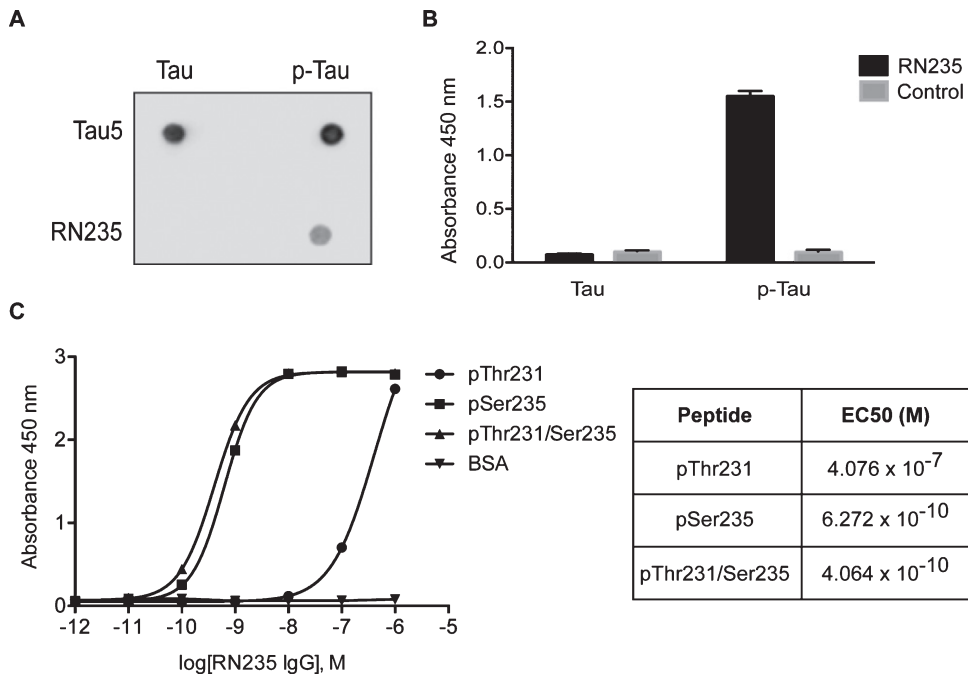 A
Tau p-Tau
Tau5
RN235
B
2.0
1.5
1.0
0.5
0.0
Absorbance 450 nm
Tau p-Tau
RN235
Control
C
3
2
1
0
Absorbance 450 nm
-12 -11 -10 -9 -8 -7 -6 -5
log[RN235 IgG], M
pThr231
pSer235
pThr231/Ser235
BSA
Peptide EC50 (M)
pThr231 4.076 x 10⁻⁷
pSer235 6.272 x 10⁻¹⁰
pThr231/Ser235 4.064 x 10⁻¹⁰